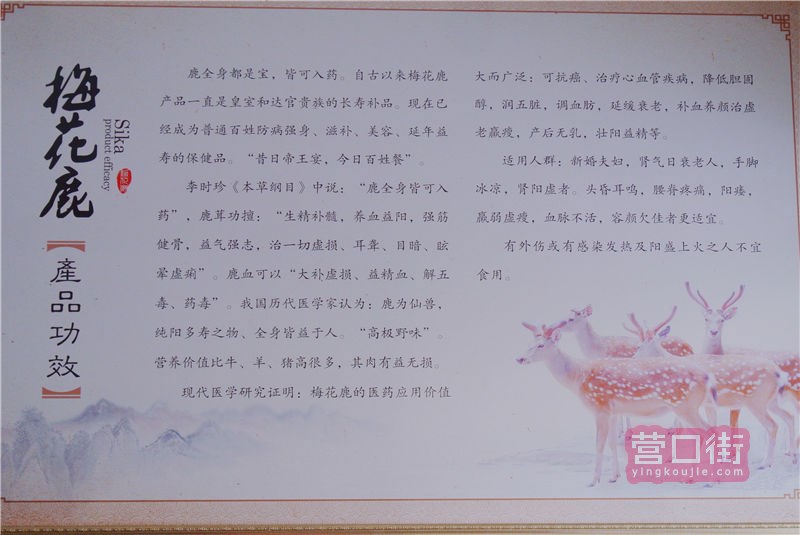 梅花鹿
Sika
product efficacy
【產品功效】
鹿全身都是宝，皆可入药。自古以来梅花鹿
产品一直是皇室和达官贵族的长寿补品。现在已
经成为普通百姓防病强身、滋补、美容、延年益
寿的保健品。“昔日帝王宴，今日百姓餐”。
李时珍《本草纲目》中说：“鹿全身皆可入
药”，鹿茸功擅：“生精补髓，养血益阳，强筋
健骨，益气强志，治一切虚损、耳聋、目暗、眩
晕虚痢”。鹿血可以“大补虚损、益精血、解五
毒、药毒”。我国历代医学家认为：鹿为仙兽，
纯阳多寿之物、全身皆益于人。“高极野味”。
营养价值比牛、羊、猪高很多，其肉有益无损。
现代医学研究证明：梅花鹿的医药应用价值
大而广泛：可抗癌、治疗心血管疾病，降低胆固
醇，润五脏，调血肪，延缓衰老，补血养颜治虚
老羸瘦，产后无乳，壮阳益精等。
适用人群：新婚夫妇，肾气日衰老人，手脚
冰凉，肾阳虚者。头昏耳鸣，腰脊疼痛，阳痿，
羸弱虚瘦，血脉不活，容颜欠佳者更适宜。
有外伤或有感染发热及阳盛上火之人不宜
食用。
营口街
yingkoujie.com